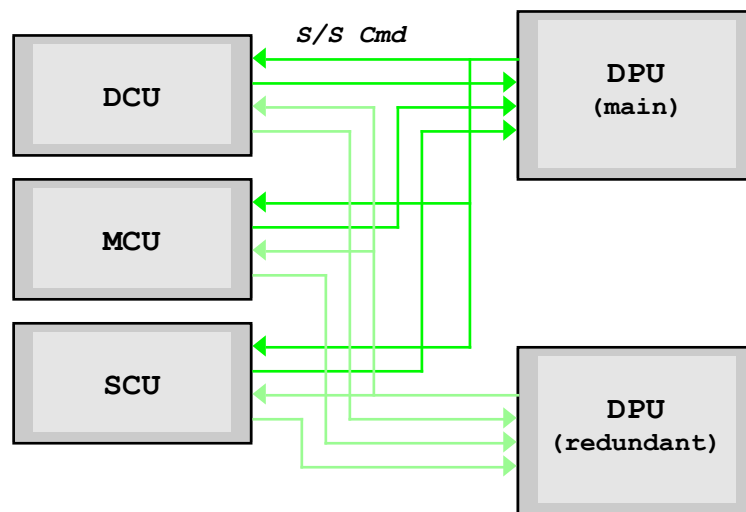 S/S Cmd
DCU
DPU
(main)
MCU
SCU
DPU
(redundant)